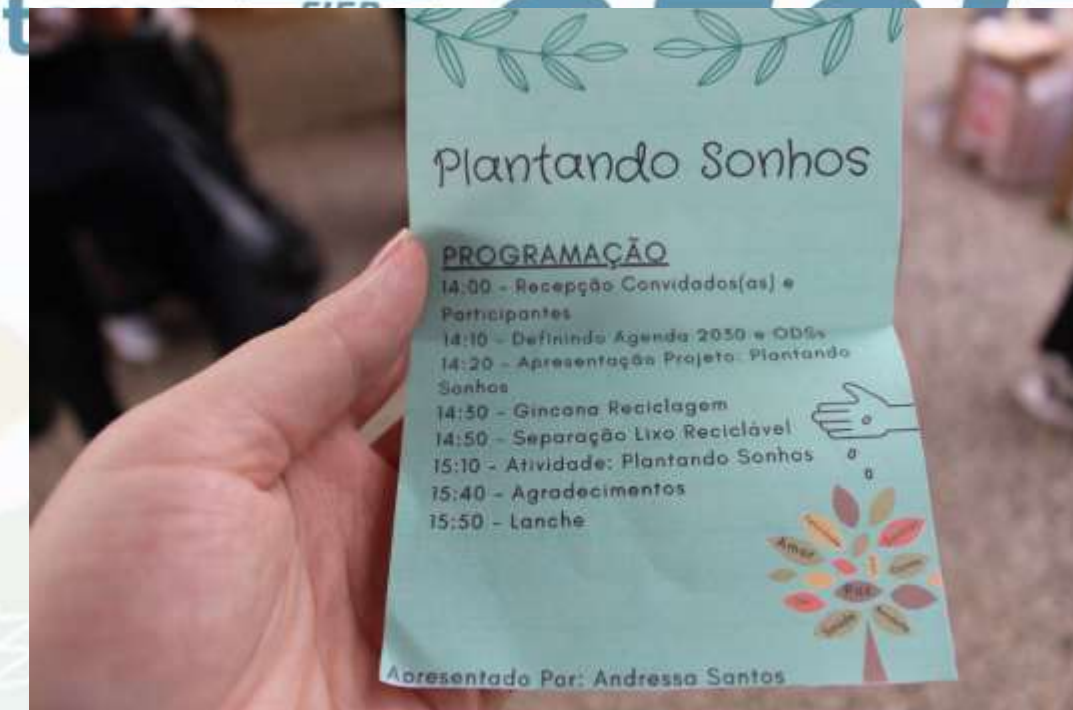 Plantando Sonhos
PROGRAMAÇÃO
14:00 - Recepção Convidados(as) e
Participantes
14:10 - Definindo Agenda 2030 e ODSs
14:20 - Apresentação Projeto: Plantando
Sonhos
14:30 - Gincana Reciclagem
14:50 - Separação Lixo Reciclável
15:10 - Atividade: Plantando Sonhos
15:40 - Agradecimentos
15:50 - Lanche
Amor
Paz
Apresentado Por: Andressa Santos